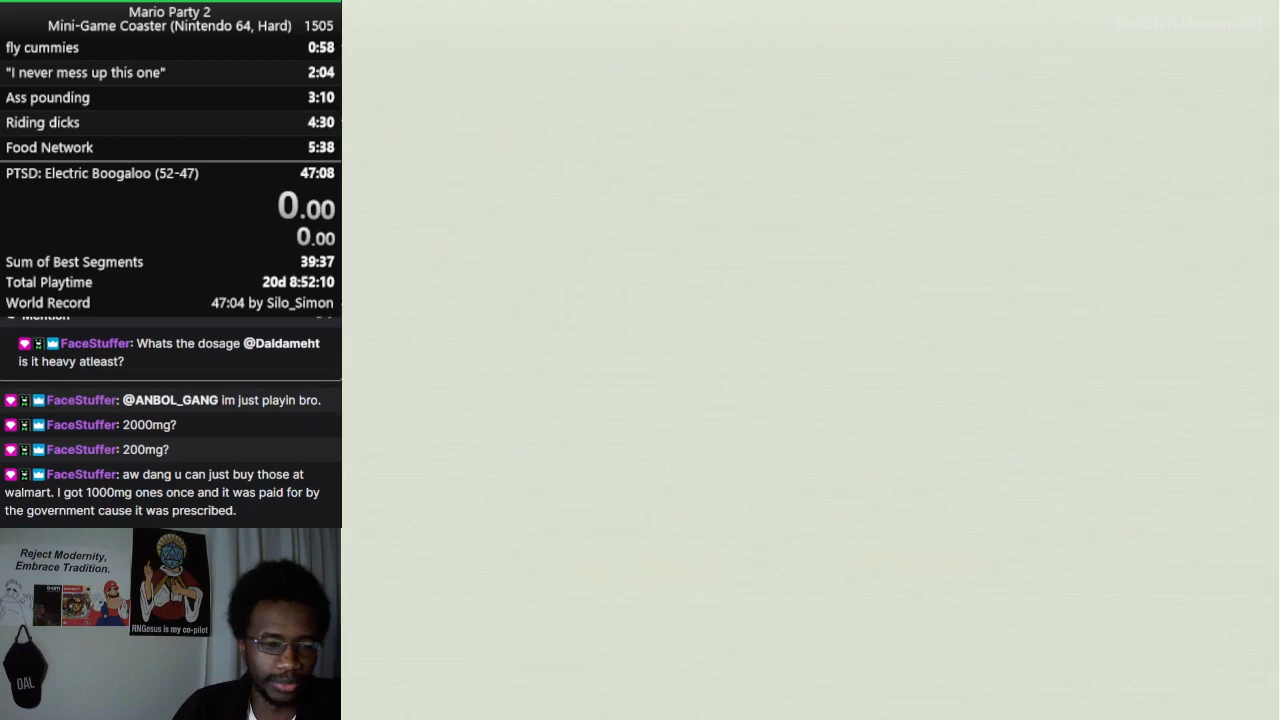 Mario Party 2
Mini-Game Coaster (Nintendo 64, Hard) 1505
fly cummies 0:58
"I never mess up this one" 2:04
Ass pounding 3:10
Riding dicks 4:30
Food Network 5:38
PTSD: Electric Boogaloo (52-47) 47:08
0.00
0.00
Sum of Best Segments 39:37
Total Playtime 20d 8:52:10
World Record 47:04 by Silo_Simon
Mention
FaceStuffer: Whats the dosage @Daldameht
is it heavy atleast?
FaceStuffer: @ANBOL_GANG im just playin bro.
FaceStuffer: 2000mg?
FaceStuffer: 200mg?
FaceStuffer: aw dang u can just buy those at
walmart. I got 1000mg ones once and it was paid for by
the government cause it was prescribed.
Reject Modernity,
Embrace Tradition.
RNGesus is my co-pilot
DAL